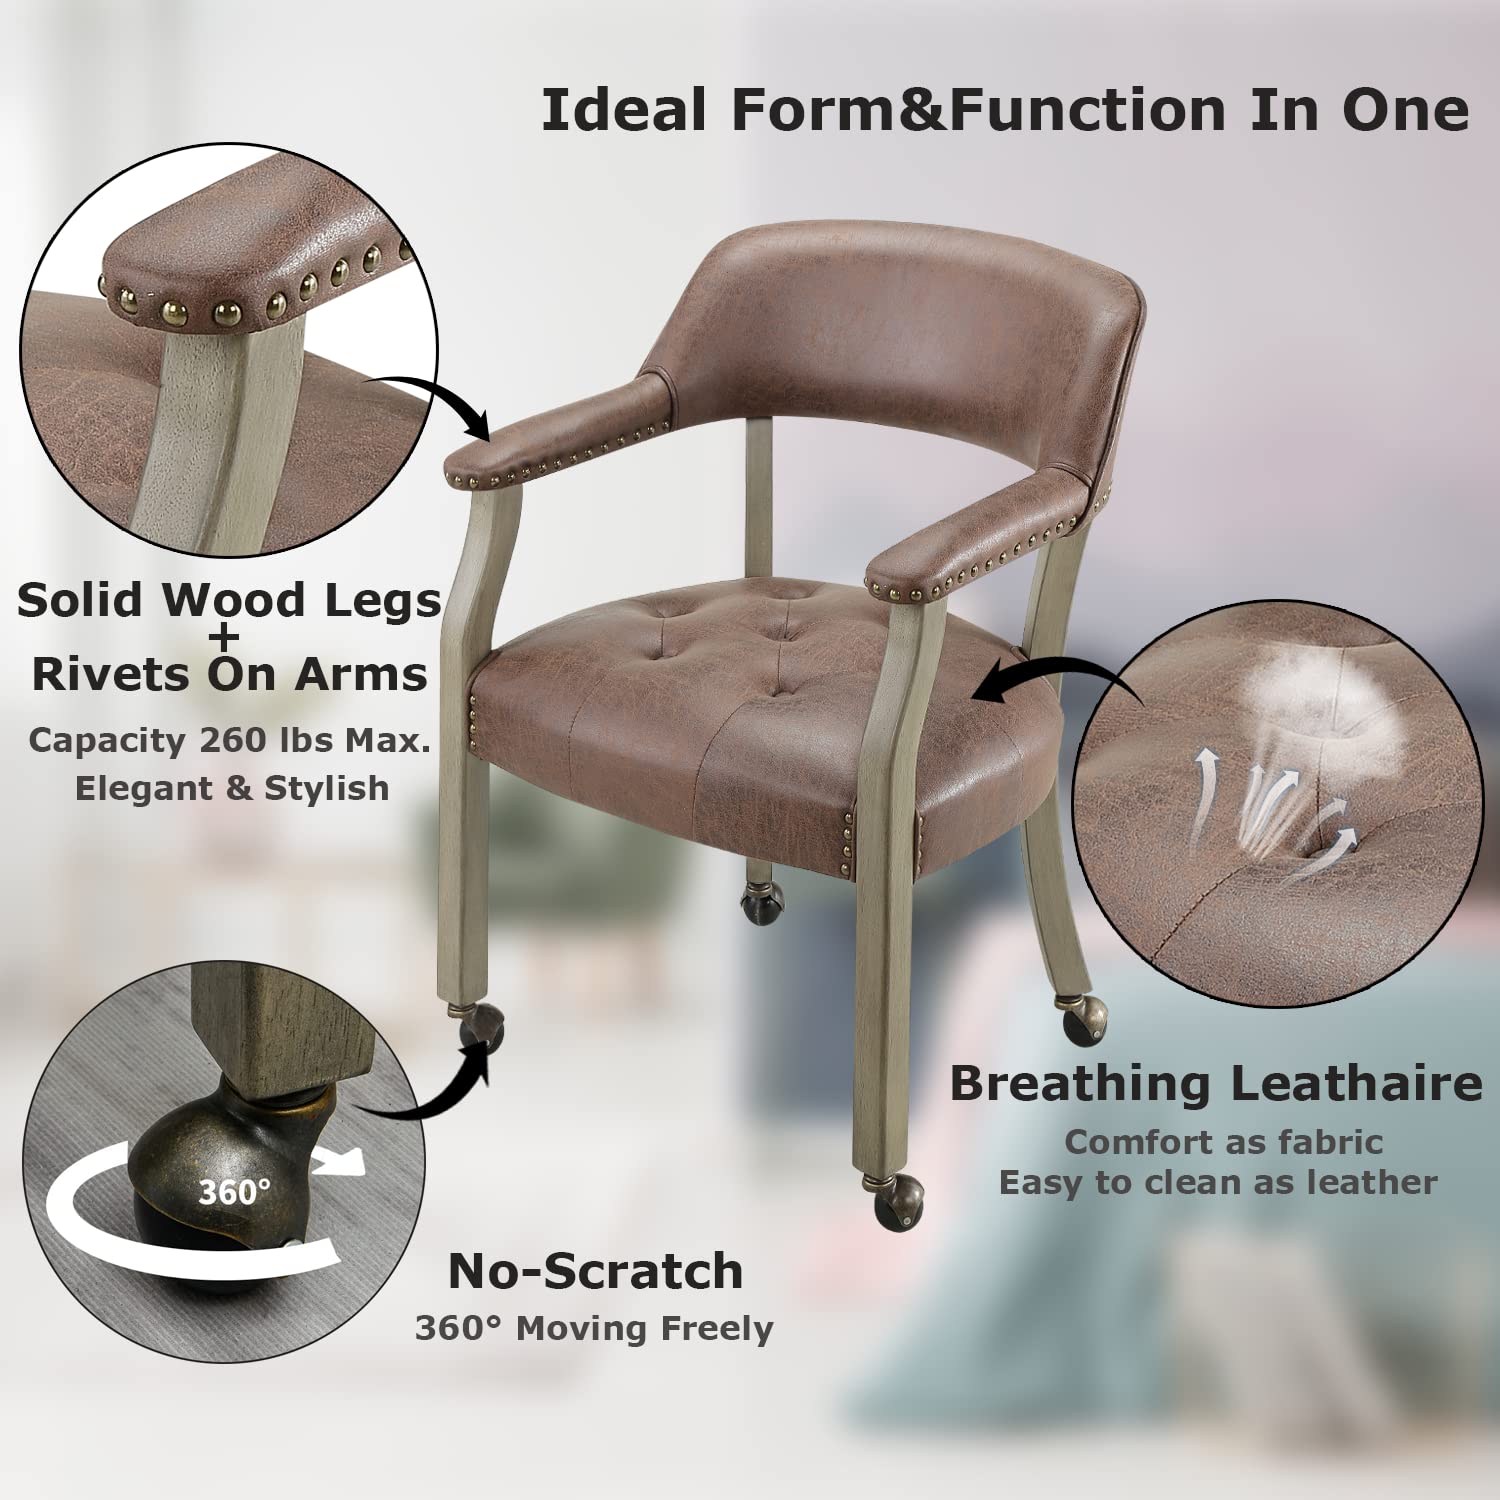 Ideal Form&Function In One
Solid Wood Legs
+
Rivets On Arms
Capacity 260 lbs Max.
Elegant & Stylish
Breathing Leathaire
Comfort as fabric
Easy to clean as leather
360°
No-Scratch
360° Moving Freely